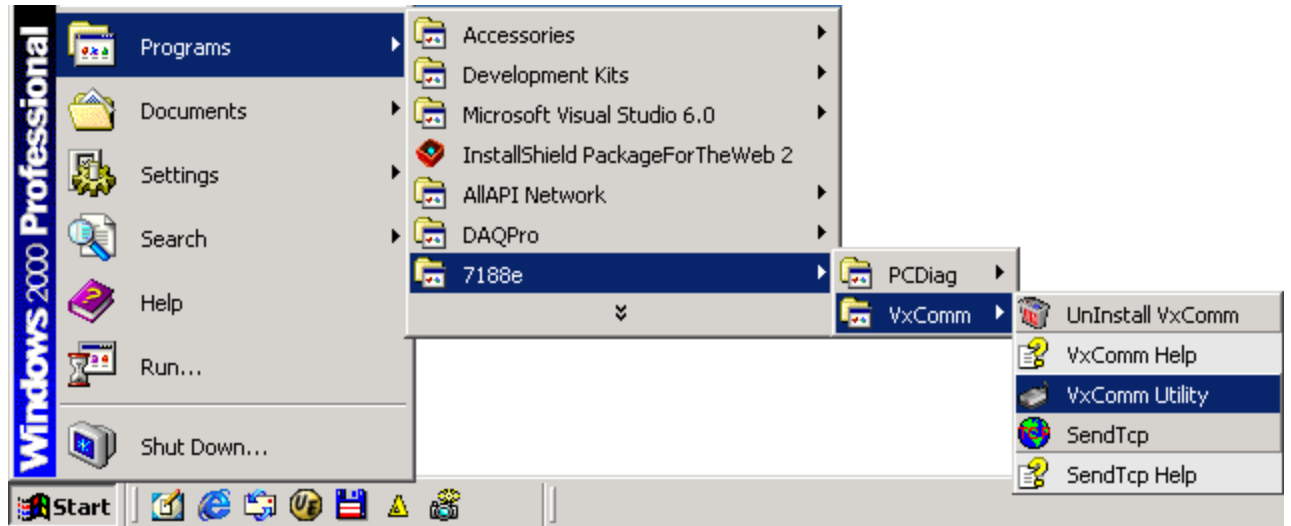 Windows 2000 Professional
Programs
Documents
Settings
Search
Help
Run...
Shut Down...
Accessories
Development Kits
Microsoft Visual Studio 6.0
InstallShield PackageForTheWeb 2
AllAPI Network
DAQPro
7188e
PCDiag
VxComm
UnInstall VxComm
VxComm Help
VxComm Utility
SendTcp
SendTcp Help
Start